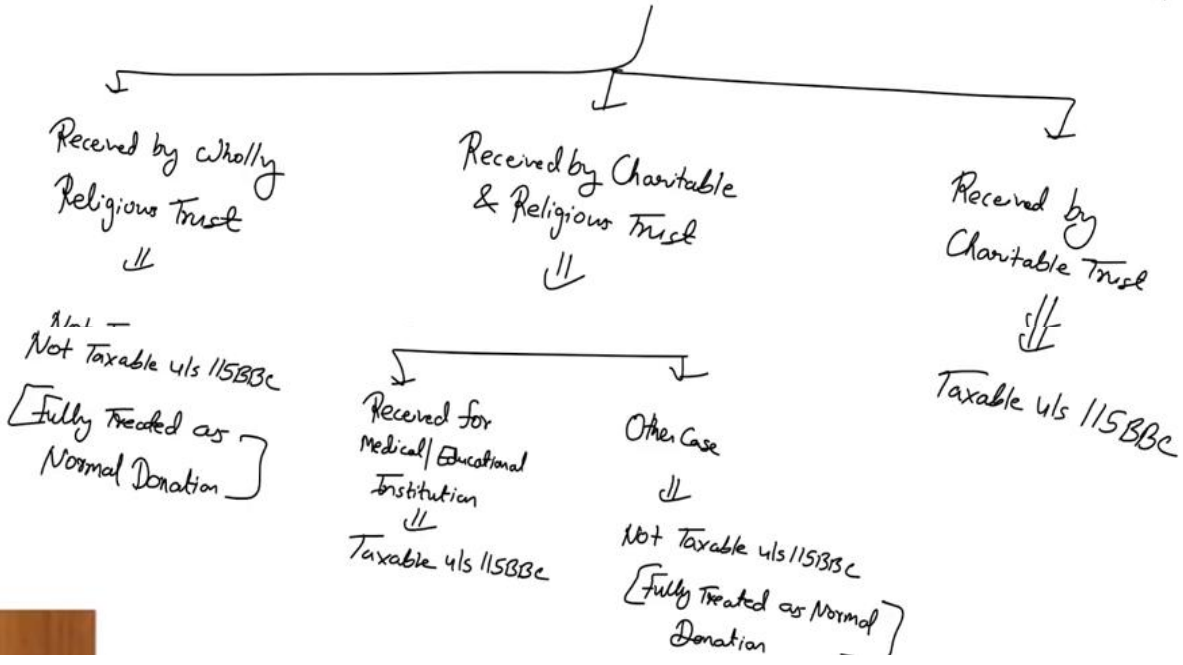 Received by wholly
Religious Trust
Not Taxable u/s 115BBC
[Fully Treated as
Normal Donation]
Received by Charitable
& Religious Trust
Received for
Medical/Educational
Institution
Taxable u/s 115BBC
Other Case
Not Taxable u/s 115BBC
[Fully Treated as Normal
Donation
Received by
Charitable Trust
Taxable u/s 115BBC